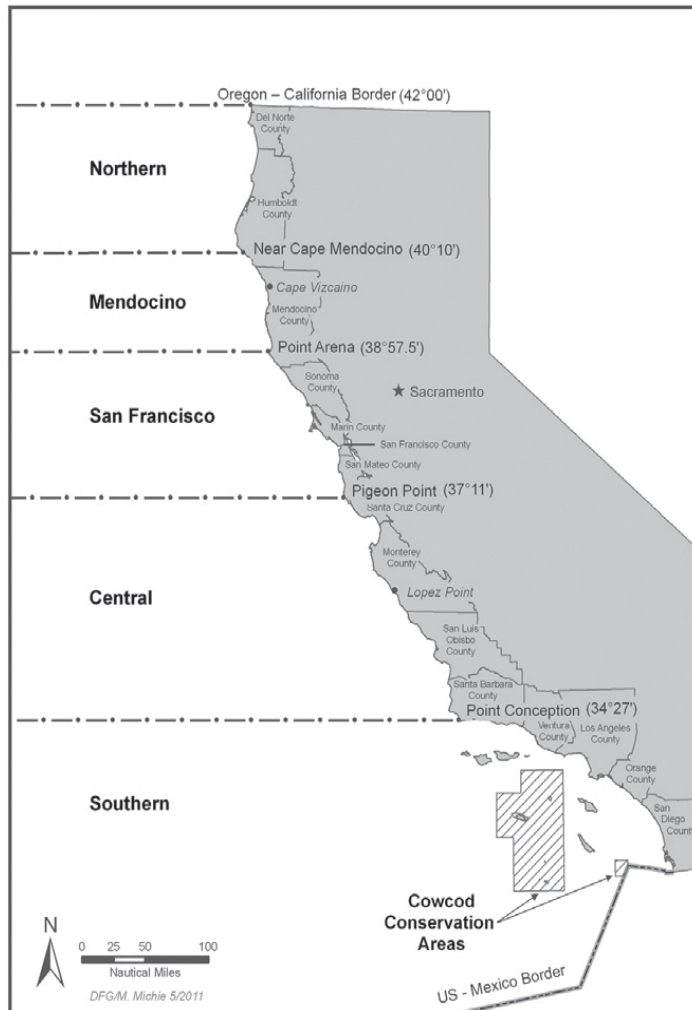 Oregon – California Border (42°00')
Del Norte
County
Northern
Humboldt
County
Near Cape Mendocino (40°10')
Cape Vizcaino
Mendocino
Mendocino
County
Point Arena (38°57.5')
Sonoma
County
Sacramento
San Francisco
Marin County
San Francisco County
San Mateo County
Pigeon Point (37°11')
Santa Cruz County
Monterey
County
Central
Lopez Point
San Luis
Obisbo
County
Santa Barbara
County
Point Conception (34°27')
Ventura
County
Los Angeles
County
Orange
County
Southern
San
Diego
County
Cowcod
Conservation
Areas
N
0 25 50 100
Nautical Miles
DFG/M. Michie 5/2011
US - Mexico Border